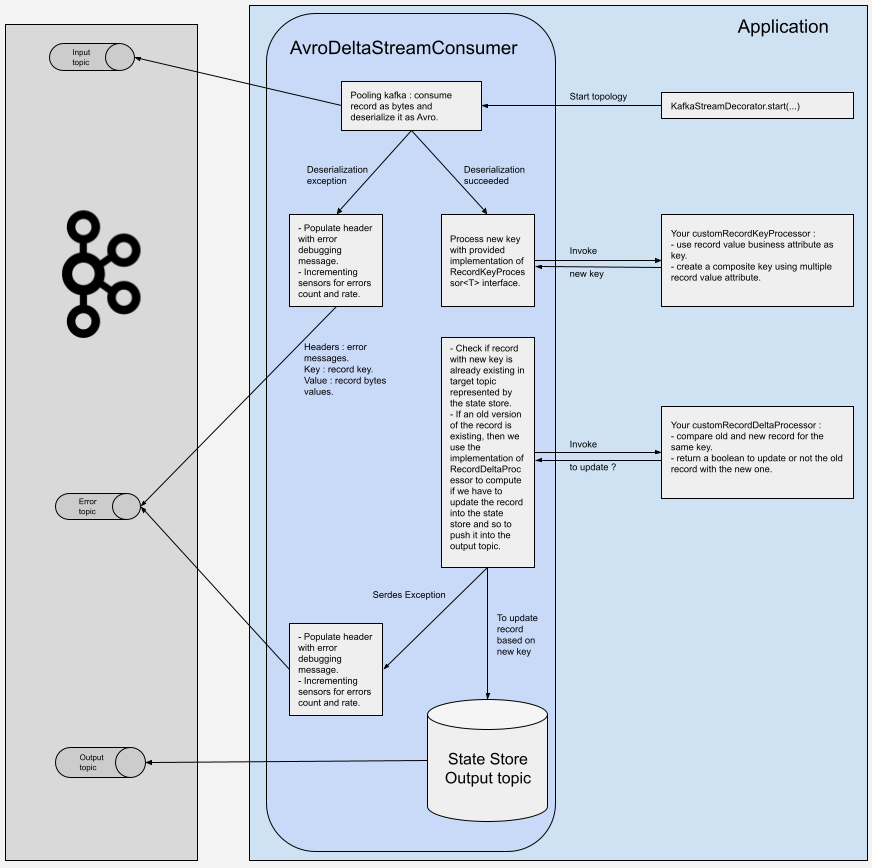 Application
AvroDeltaStreamConsumer
Input
topic
Pooling kafka : consume
record as bytes and
deserialize it as Avro.
Start topology
KafkaStreamDecorator.start(...)
Deserialization
exception
Deserialization
succeeded
- Populate header
with error
debugging
message.
- Incrementing
sensors for errors
count and rate.
Process new key
with provided
implementation of
RecordKeyProces
sor<T> interface.
Invoke
new key
Your customRecordKeyProcessor :
- use record value business attribute as
key.
- create a composite key using multiple
record value attribute.
Headers : error
messages.
Key : record key.
Value : record bytes
values.
- Check if record
with new key is
already existing in
target topic
represented by
the state store.
- If an old version
of the record is
existing, then we
use the
implementation of
RecordDeltaProc
essor to compute
if we have to
update the record
into the state
store and so to
push it into the
output topic.
Invoke
to update ?
Your customRecordDeltaProcessor :
- compare old and new record for the
same key.
- return a boolean to update or not the old
record with the new one.
Error
topic
Serdes Exception
To update
record
based on
new key
- Populate header
with error
debugging
message.
- Incrementing
sensors for errors
count and rate.
Output
topic
State Store
Output topic